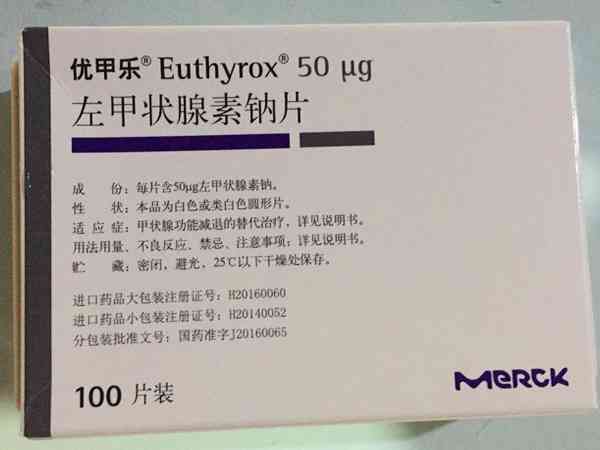 优甲乐® Euthyrox® 50 μg
左甲状腺素钠片
成　份：每片含50μg左甲状腺素钠。
性　状：本品为白色或类白色圆形片。
适 应 症：甲状腺功能减退的替代治疗，详见说明书。
用法用量、不良反应、禁忌、注意事项：详见说明书。
贮　藏：密闭，避光，25℃以下干燥处保存。
进口药品大包装注册证号：H20160060
进口药品小包装注册证号：H20140052
分包装批准文号：国药准字J20160065
100 片装
MERCK